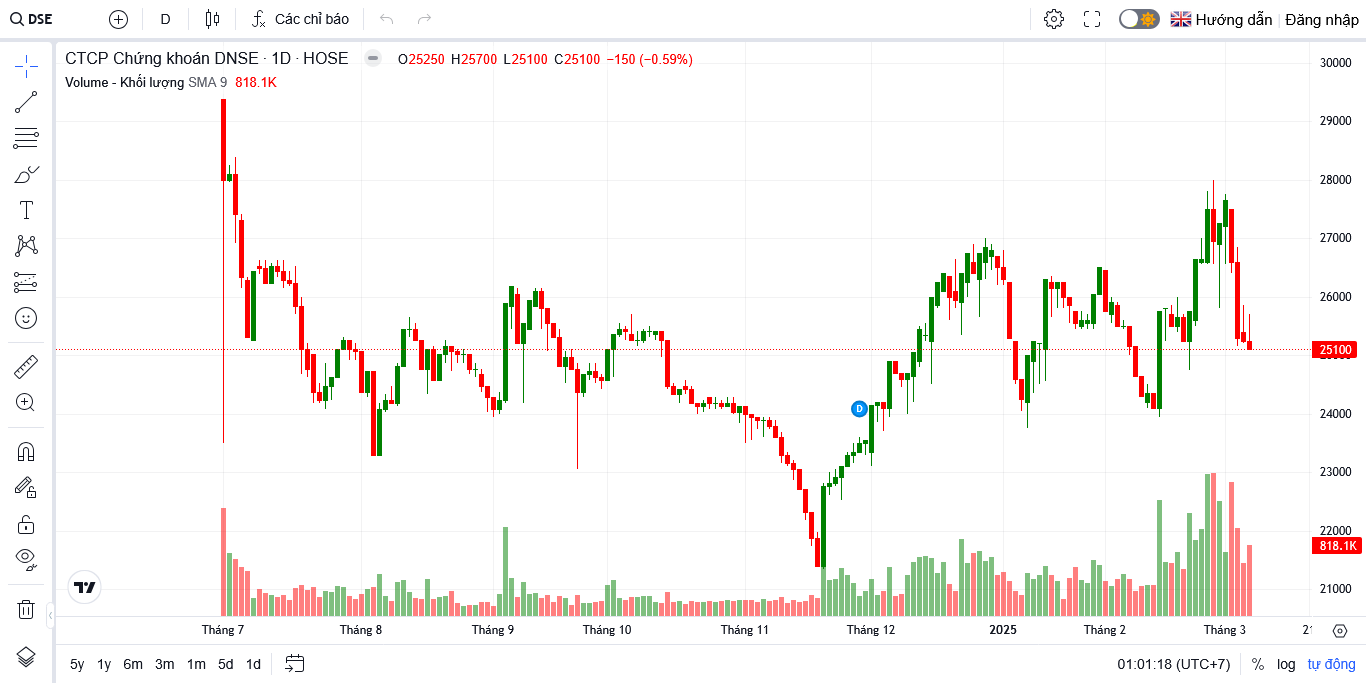 DSE D Các chỉ báo Hướng dẫn Đăng nhập
CTCP Chứng khoán DNSE · 1D · HOSE O25250 H25700 L25100 C25100 −150 (−0.59%)
Volume - Khối lượng SMA 9 818.1K
30000
29000
28000
27000
26000
25100
24000
23000
22000
818.1K
21000
D
Tháng 7 Tháng 8 Tháng 9 Tháng 10 Tháng 11 Tháng 12 2025 Tháng 2 Tháng 3
5y 1y 6m 3m 1m 5d 1d 01:01:18 (UTC+7) % log tự động